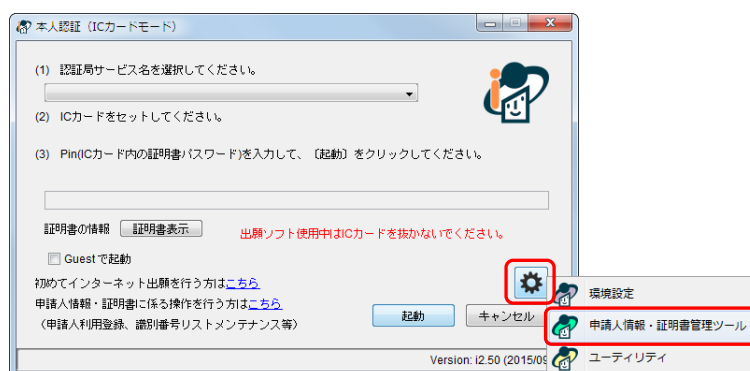 本人認証（ICカードモード）
(1) 認証局サービス名を選択してください。
(2) ICカードをセットしてください。
(3) Pin(ICカード内の証明書パスワード)を入力して、〔起動〕をクリックしてください。
証明書の情報 証明書表示 出願ソフト使用中はICカードを抜かないでください。
Guestで起動
初めてインターネット出願を行う方はこちら
環境設定
申請人情報・証明書に係る操作を行う方はこちら
（申請人利用登録、識別番号リストメンテナンス等） 起動 キャンセル
申請人情報・証明書管理ツール
Version: i2.50 (2015/09
ユーティリティ